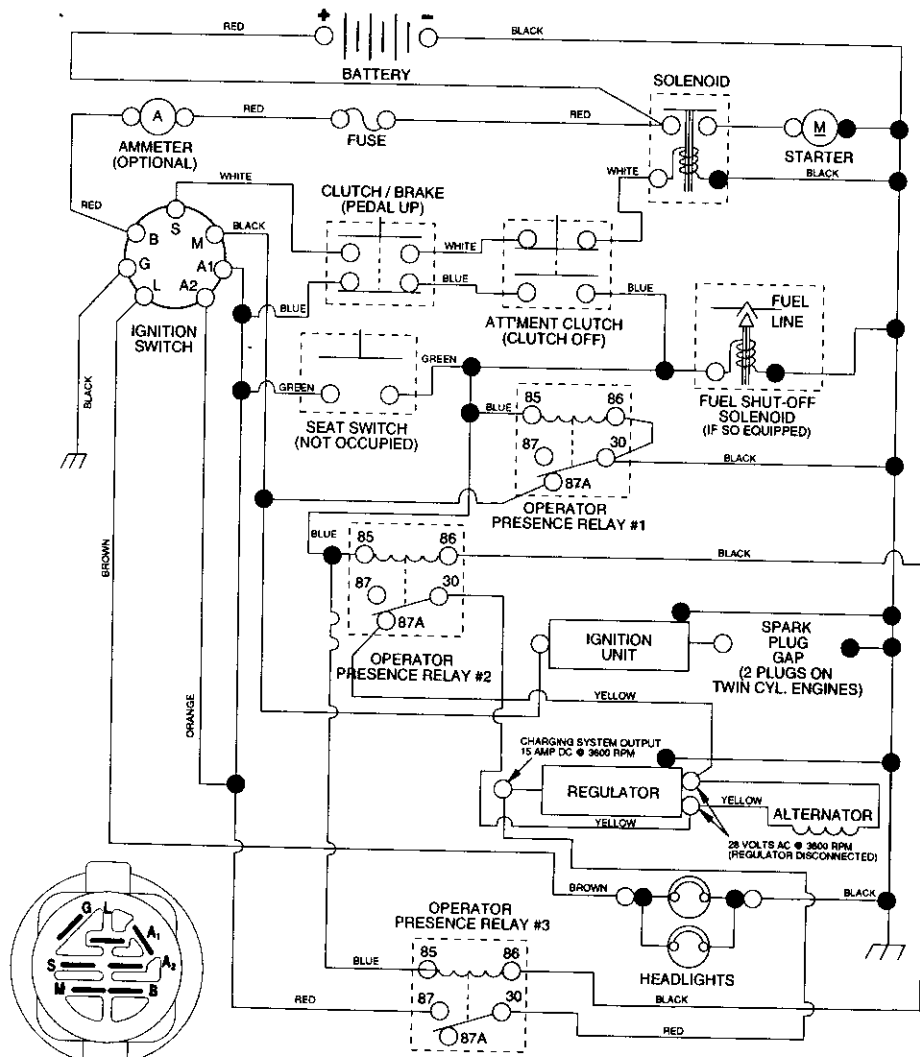 + -
RED
BLACK
BATTERY
SOLENOID
A
RED
RED
M
AMMETER
(OPTIONAL)
FUSE
STARTER
BLACK
WHITE
CLUTCH / BRAKE
(PEDAL UP)
WHITE
RED
BLACK
S
B
M
WHITE
G
A1
L
A2
BLUE
BLUE
IGNITION
SWITCH
ATT'MENT CLUTCH
(CLUTCH OFF)
FUEL
LINE
BLACK
GREEN
GREEN
SEAT SWITCH
(NOT OCCUPIED)
FUEL SHUT-OFF
SOLENOID
(IF SO EQUIPPED)
BLUE
85
86
87
30
87A
BLACK
OPERATOR
PRESENCE RELAY #1
BLUE
85
86
BLACK
BROWN
87
30
87A
IGNITION
UNIT
SPARK
PLUG
GAP
(2 PLUGS ON
TWIN CYL. ENGINES)
OPERATOR
PRESENCE RELAY #2
YELLOW
ORANGE
CHARGING SYSTEM OUTPUT
15 AMP DC @ 3600 RPM
REGULATOR
YELLOW
ALTERNATOR
YELLOW
28 VOLTS AC @ 3600 RPM
(REGULATOR DISCONNECTED)
BROWN
BLACK
OPERATOR
PRESENCE RELAY #3
HEADLIGHTS
G L
A1
S
A2
M
B
BLUE
85
86
87
30
87A
RED
BLACK
RED